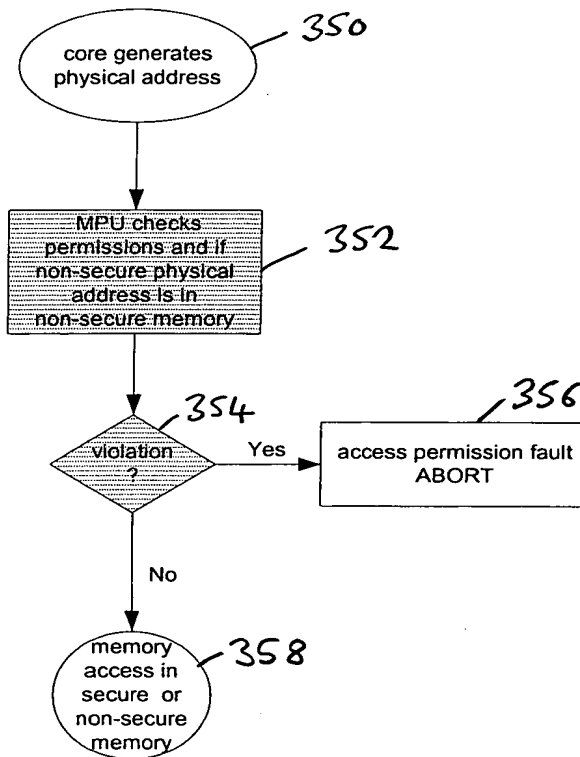 350
core generates
physical address
MPU checks
permissions and if
non-secure physical
address is in
non-secure memory
352
354
violation
?
Yes
356
access permission fault
ABORT
No
358
memory
access in
secure or
non-secure
memory